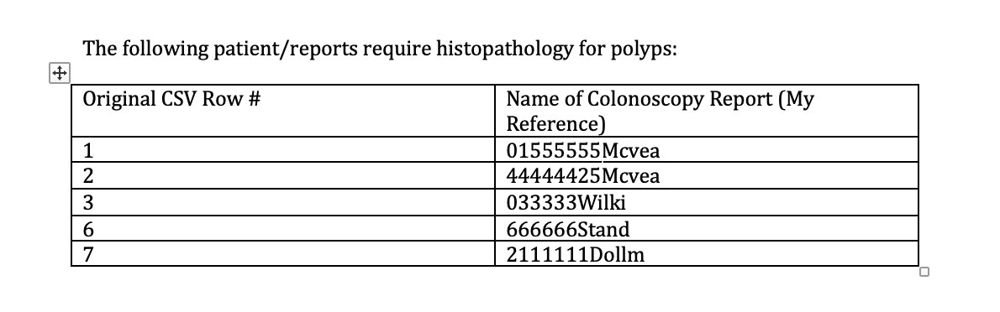 The following patient/reports require histopathology for polyps:
Original CSV Row #
Name of Colonoscopy Report (My
Reference)
1
01555555Mcvea
2
44444425Mcvea
3
033333Wilki
6
666666Stand
7
2111111Dollm